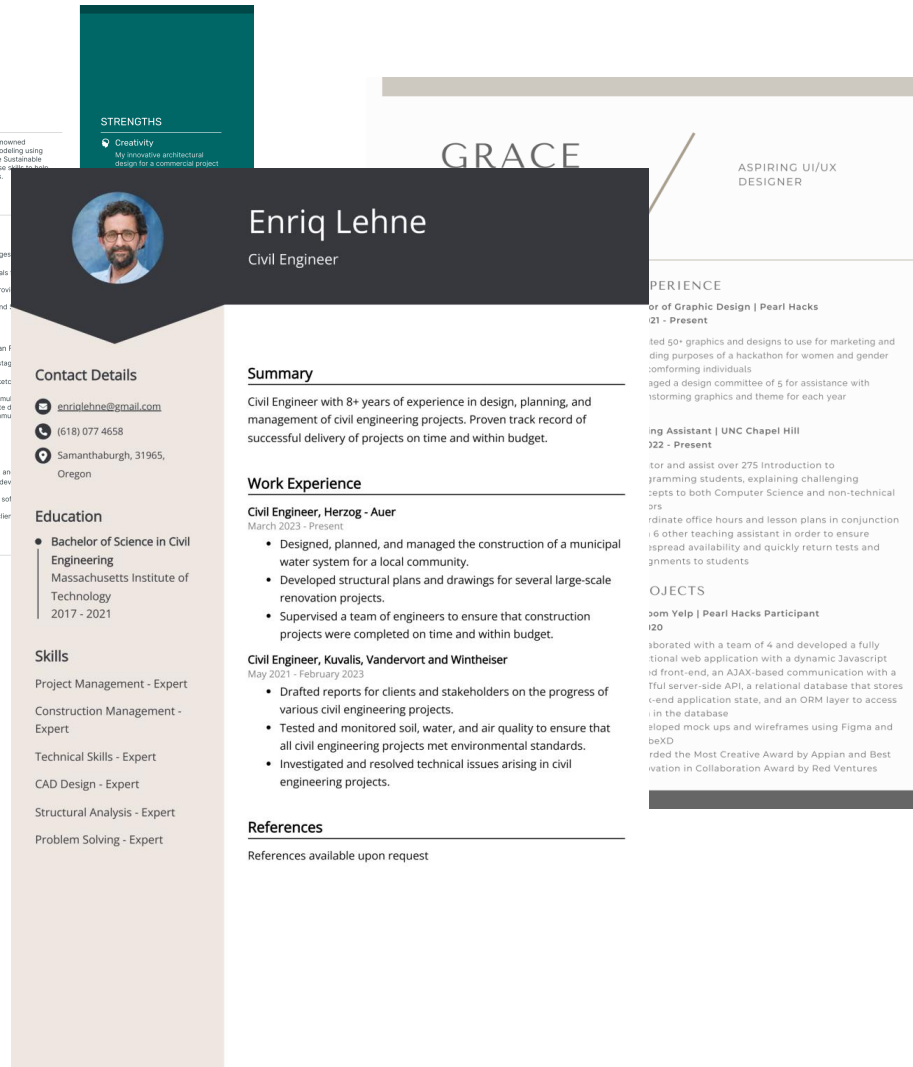 STRENGTHS
Creativity
My innovative architectural
design for a commercial project
odeling using
Sustainable
GRACE
ASPIRING UI/UX
DESIGNER
Enriq Lehne
Civil Engineer
Contact Details
enriqlehne@gmail.com
(618) 077 4658
Samanthaburgh, 31965,
Oregon
Education
Bachelor of Science in Civil
Engineering
Massachusetts Institute of
Technology
2017 - 2021
Skills
Project Management - Expert
Construction Management -
Expert
Technical Skills - Expert
CAD Design - Expert
Structural Analysis - Expert
Problem Solving - Expert
Summary
Civil Engineer with 8+ years of experience in design, planning, and
management of civil engineering projects. Proven track record of
successful delivery of projects on time and within budget.
Work Experience
Civil Engineer, Herzog - Auer
March 2023 - Present
• Designed, planned, and managed the construction of a municipal
water system for a local community.
• Developed structural plans and drawings for several large-scale
renovation projects.
• Supervised a team of engineers to ensure that construction
projects were completed on time and within budget.
Civil Engineer, Kuvalis, Vandervort and Wintheiser
May 2021 - February 2023
• Drafted reports for clients and stakeholders on the progress of
various civil engineering projects.
• Tested and monitored soil, water, and air quality to ensure that
all civil engineering projects met environmental standards.
• Investigated and resolved technical issues arising in civil
engineering projects.
References
References available upon request
PERIENCE
or of Graphic Design | Pearl Hacks
21 - Present
ted 50+ graphics and designs to use for marketing and
ding purposes of a hackathon for women and gender
comforming individuals
aged a design committee of 5 for assistance with
nstorming graphics and theme for each year
ing Assistant | UNC Chapel Hill
022 - Present
tor and assist over 275 Introduction to
gramming students, explaining challenging
cepts to both Computer Science and non-technical
ors
rdinate office hours and lesson plans in conjunction
6 other teaching assistant in order to ensure
espread availability and quickly return tests and
gnments to students
OJECTS
oom Yelp | Pearl Hacks Participant
020
aborated with a team of 4 and developed a fully
tional web application with a dynamic Javascript
ed front-end, an AJAX-based communication with a
Tful server-side API, a relational database that stores
-end application state, and an ORM layer to access
in the database
eloped mock ups and wireframes using Figma and
beXD
rded the Most Creative Award by Appian and Best
ovation in Collaboration Award by Red Ventures